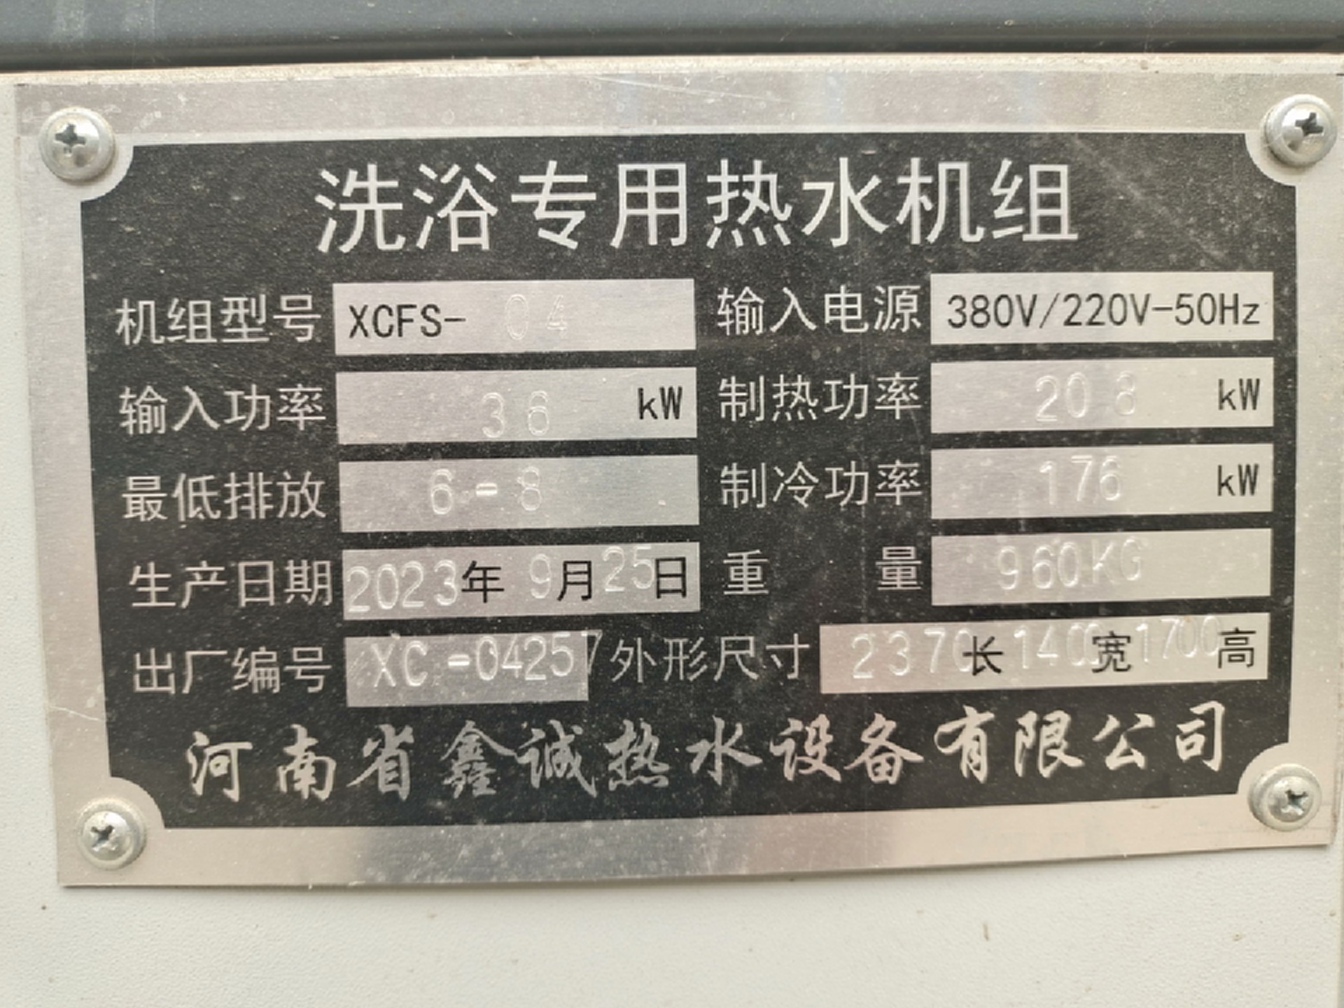 洗浴专用热水机组
机组型号 XCFS- 04 输入电源 380V/220V-50Hz
输入功率 36 kW 制热功率 208 kW
最低排放 6-8 制冷功率 176 kW
生产日期 2023年 9月25日 重量 960KG
出厂编号 XC-04257 外形尺寸 2370长1400宽1700高
河南省鑫诚热水设备有限公司